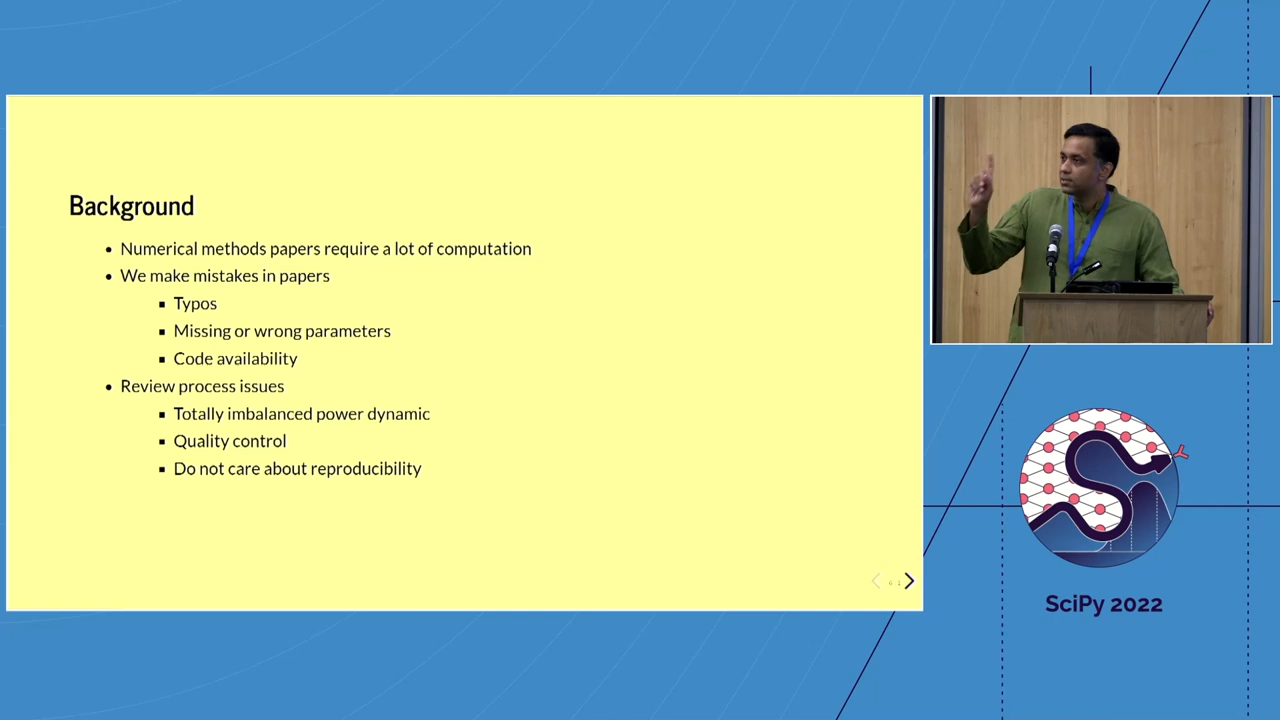 Background
Numerical methods papers require a lot of computation
We make mistakes in papers
Typos
Missing or wrong parameters
Code availability
Review process issues
Totally imbalanced power dynamic
Quality control
Do not care about reproducibility
SciPy 2022